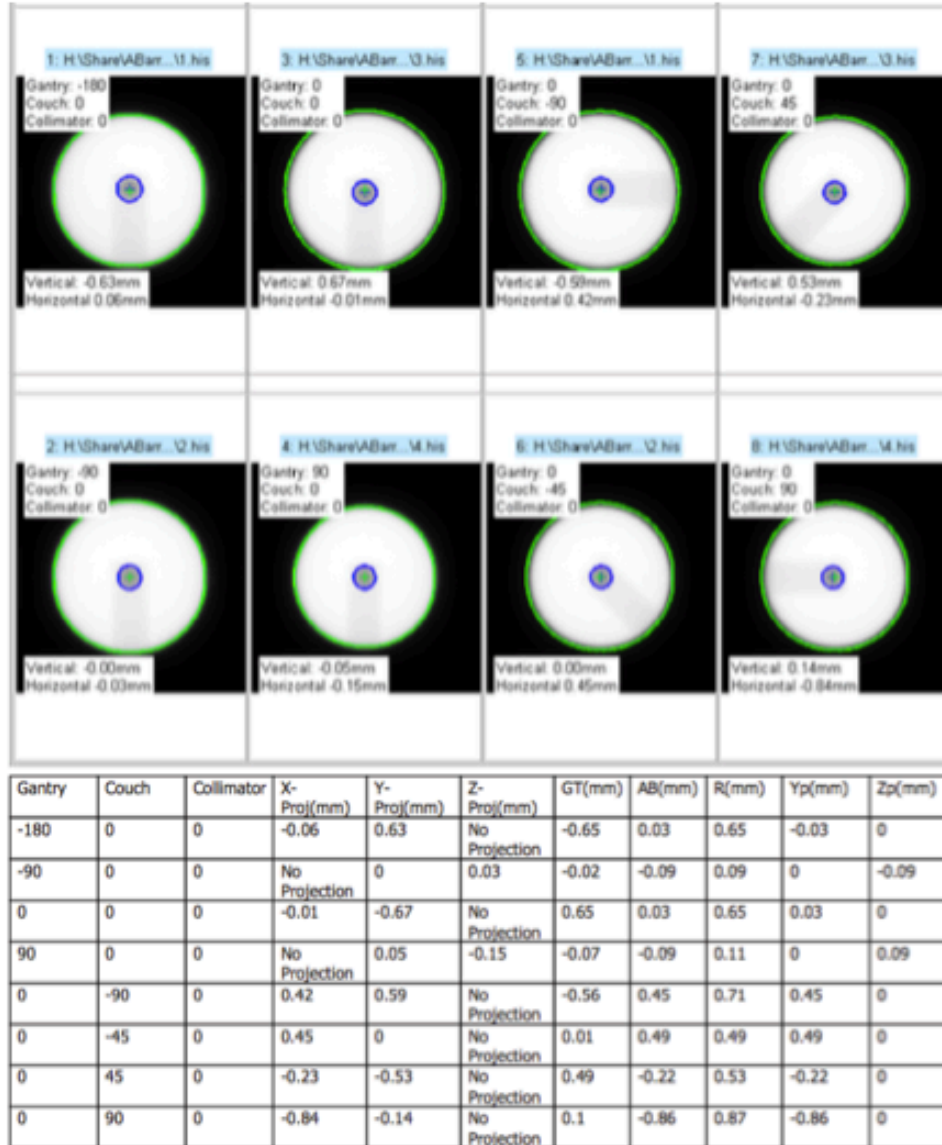 1: H:\Share\ABarr...\1.his
3: H:\Share\ABarr...\3.his
5: H:\Share\ABarr...\1.his
7: H:\Share\ABarr...\3.his
Gantry: -180
Couch: 0
Collimator: 0
Gantry: 0
Couch: 0
Collimator: 0
Gantry: 0
Couch: -90
Collimator: 0
Gantry: 0
Couch: 45
Collimator: 0
Vertical: -0.63mm
Horizontal 0.06mm
Vertical: 0.67mm
Horizontal -0.01mm
Vertical: -0.59mm
Horizontal 0.42mm
Vertical: 0.53mm
Horizontal -0.23mm
2: H:\Share\ABarr...\2.his
4: H:\Share\ABarr...\4.his
6: H:\Share\ABarr...\2.his
8: H:\Share\ABarr...\4.his
Gantry: -90
Couch: 0
Collimator: 0
Gantry: 90
Couch: 0
Collimator: 0
Gantry: 0
Couch: -45
Collimator: 0
Gantry: 0
Couch: 90
Collimator: 0
Vertical: -0.00mm
Horizontal -0.03mm
Vertical: -0.05mm
Horizontal -0.15mm
Vertical: 0.00mm
Horizontal 0.45mm
Vertical: 0.14mm
Horizontal -0.84mm
Gantry Couch Collimator X-Proj(mm) Y-Proj(mm) Z-Proj(mm) GT(mm) AB(mm) R(mm) Yp(mm) Zp(mm)
-180 0 0 -0.06 0.63 No Projection -0.65 0.03 0.65 -0.03 0
-90 0 0 No Projection 0 0.03 -0.02 -0.09 0.09 0 -0.09
0 0 0 -0.01 -0.67 No Projection 0.65 0.03 0.65 0.03 0
90 0 0 No Projection 0.05 -0.15 -0.07 -0.09 0.11 0 0.09
0 -90 0 0.42 0.59 No Projection -0.56 0.45 0.71 0.45 0
0 -45 0 0.45 0 No Projection 0.01 0.49 0.49 0.49 0
0 45 0 -0.23 -0.53 No Projection 0.49 -0.22 0.53 -0.22 0
0 90 0 -0.84 -0.14 No Projection 0.1 -0.86 0.87 -0.86 0